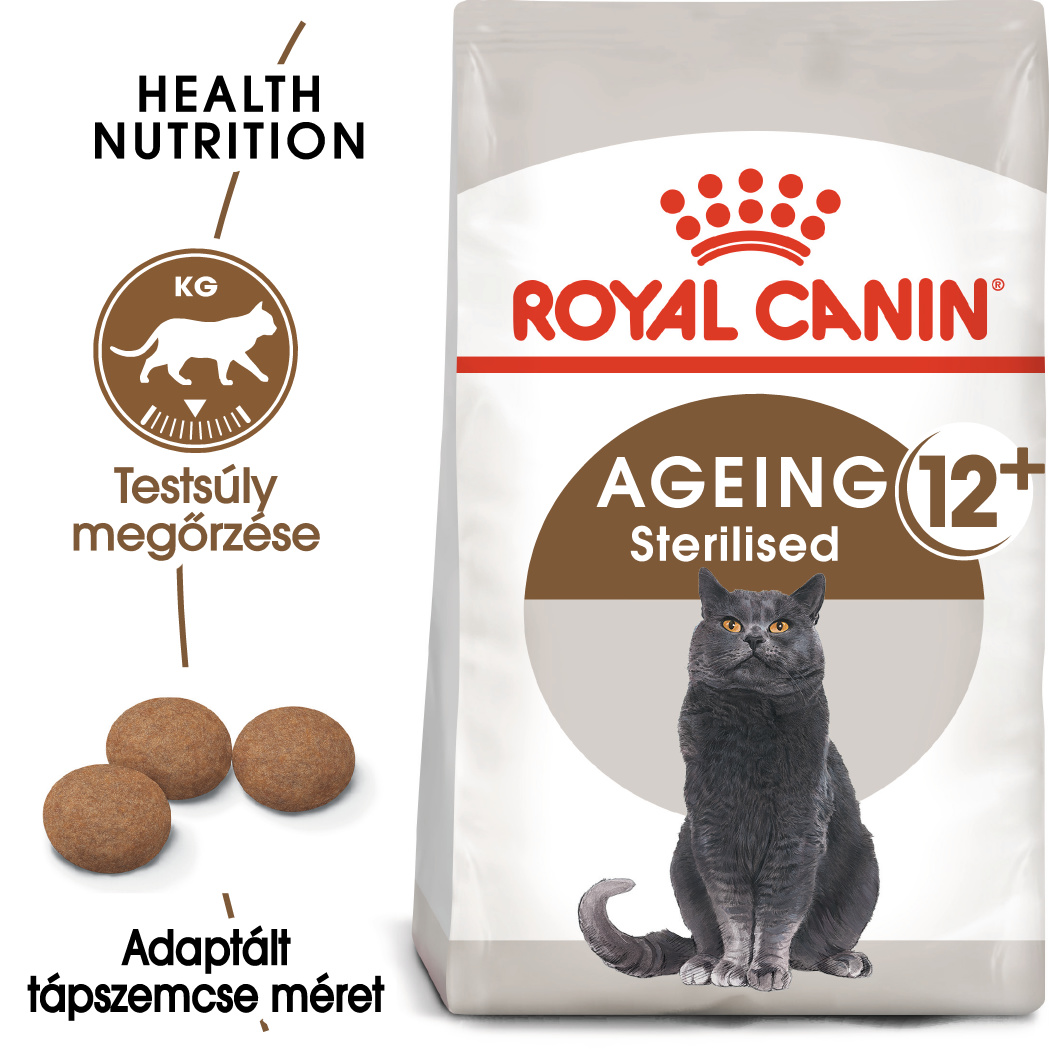 HEALTH
NUTRITION
KG
Testsúly
megőrzése
Adaptált
tápszemcse méret
ROYAL CANIN®
AGEING 12+
Sterilised